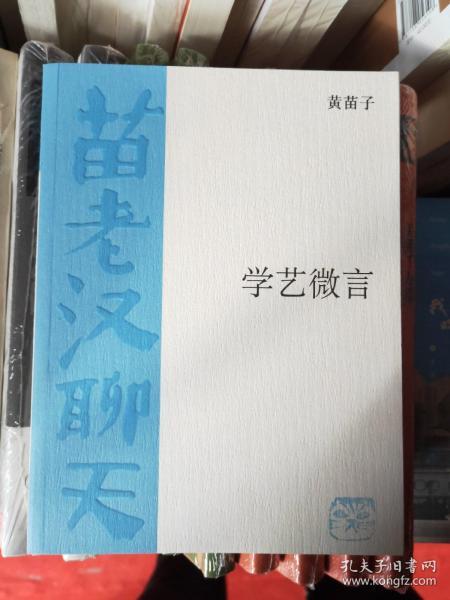 黄苗子
学艺微言
苗老汉聊天
孔夫子旧书网
kongfz.com